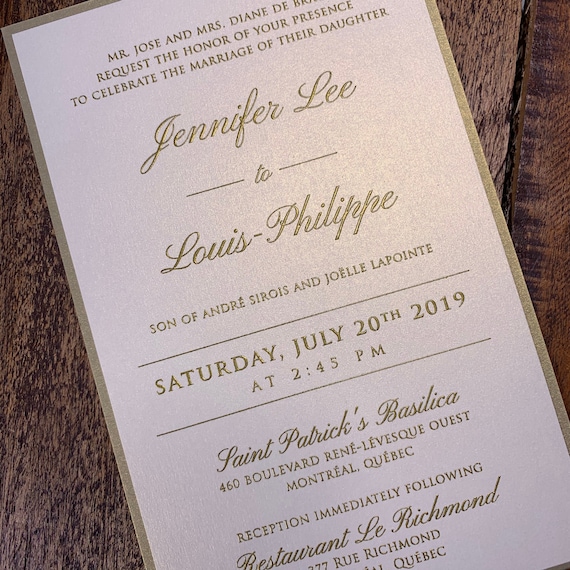 MR. JOSE AND MRS. DIANE DE
REQUEST THE HONOR OF YOUR PRESENCE
TO CELEBRATE THE MARRIAGE OF THEIR DAUGHTER
Jennifer Lee
to
Louis-Philippe
SON OF ANDRÉ SIROIS AND JOËLLE LAPOINTE
SATURDAY, JULY 20TH 2019
AT 2:45 PM
Saint Patrick's Basilica
460 BOULEVARD RENÉ-LÉVESQUE OUEST
MONTRÉAL, QUÉBEC
RECEPTION IMMEDIATELY FOLLOWING
Restaurant Le Richmond
377 RUE RICHMOND
MONTRÉAL, QUÉBEC